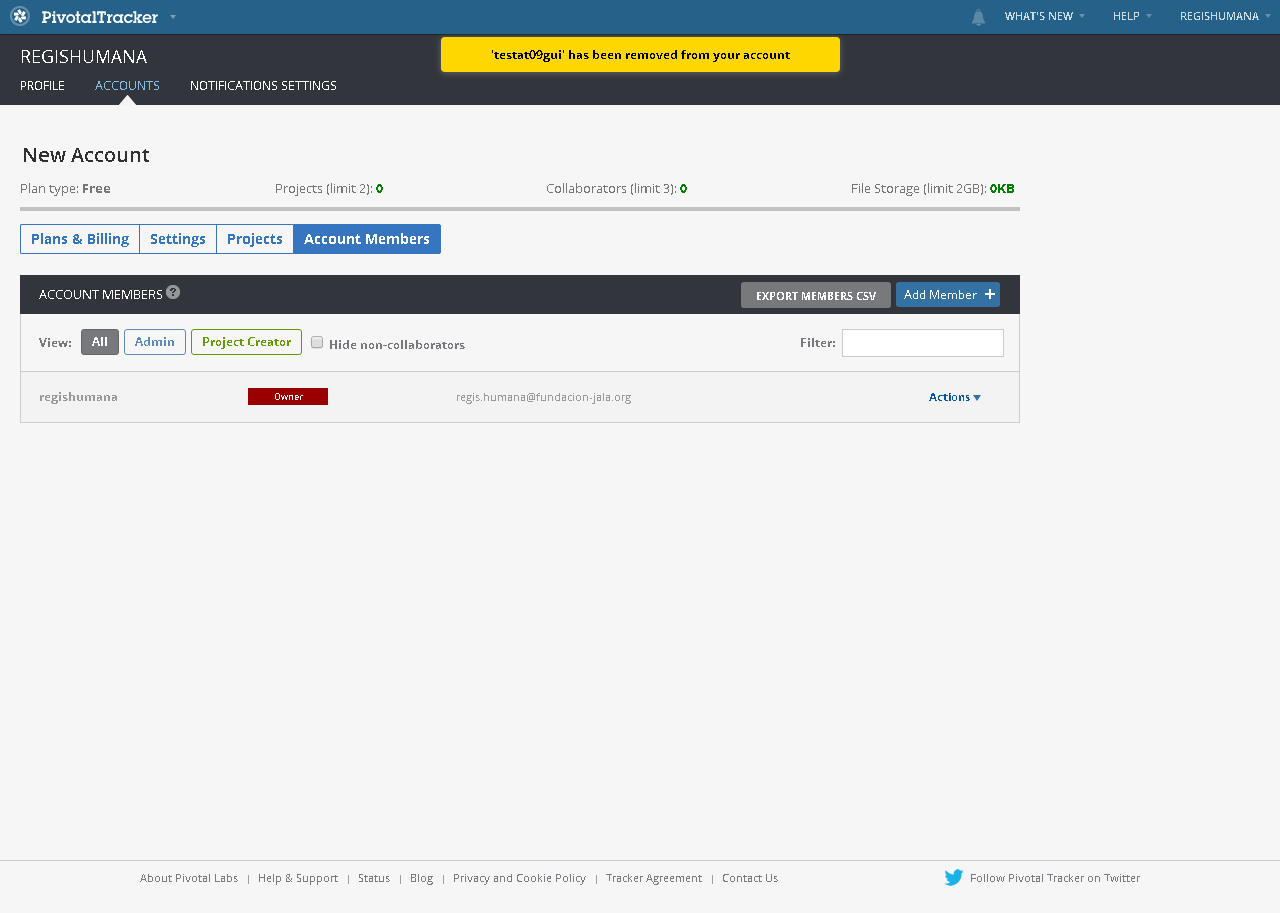 PivotalTracker
WHAT'S NEW
HELP
REGISHUMANA
REGISHUMANA
'testat09gui' has been removed from your account
PROFILE
ACCOUNTS
NOTIFICATIONS SETTINGS
New Account
Plan type: Free
Projects (limit 2): 0
Collaborators (limit 3): 0
File Storage (limit 2GB): 0KB
Plans & Billing
Settings
Projects
Account Members
ACCOUNT MEMBERS ?
EXPORT MEMBERS CSV
Add Member +
View:
All
Admin
Project Creator
Hide non-collaborators
Filter:
regishumana
Owner
regis.humana@fundacion-jala.org
Actions
About Pivotal Labs | Help & Support | Status | Blog | Privacy and Cookie Policy | Tracker Agreement | Contact Us
Follow Pivotal Tracker on Twitter